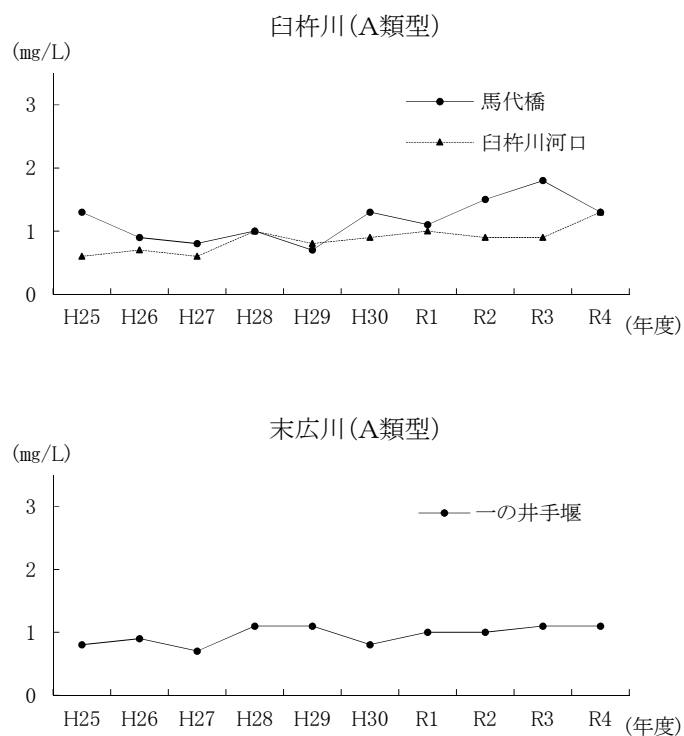 臼杵川(A類型)
(㎎/L)
3
2
1
0
馬代橋
臼杵川河口
H25 H26 H27 H28 H29 H30 R1 R2 R3 R4 (年度)
末広川(A類型)
(㎎/L)
3
2
1
0
一の井手堰
H25 H26 H27 H28 H29 H30 R1 R2 R3 R4 (年度)